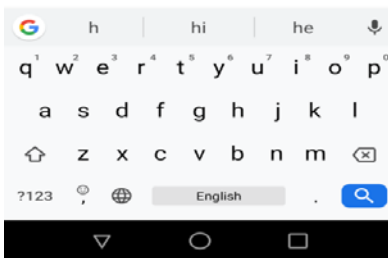 h hi he
q1 w2 e3 r4 t5 y6 u7 i8 o9 p0
a s d f g h j k l
z x c v b n m
?123 , English .